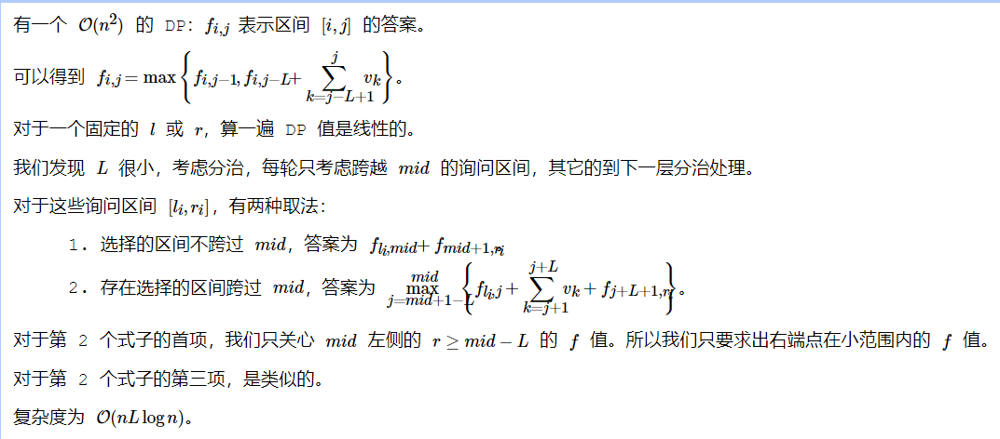 有一个 𝒪(n²) 的 DP：f_{i,j} 表示区间 [i,j] 的答案。
可以得到 f_{i,j} = max{f_{i,j−1}, f_{i,j−L} + ∑_{k=j−L+1}^{j} v_k}。
对于一个固定的 l 或 r，算一遍 DP 值是线性的。
我们发现 L 很小，考虑分治，每轮只考虑跨越 mid 的询问区间，其它的到下一层分治处理。
对于这些询问区间 [l_i,r_i]，有两种取法：
1. 选择的区间不跨过 mid，答案为 f_{l_i,mid} + f_{mid+1,r_i}
2. 存在选择的区间跨过 mid，答案为 max_{j=mid+1−L}^{mid} {f_{l_i,j} + ∑_{k=j+1}^{j+L} v_k + f_{j+L+1,r_i}}。
对于第 2 个式子的首项，我们只关心 mid 左侧的 r ≥ mid − L 的 f 值。所以我们只要求出右端点在小范围内的 f 值。
对于第 2 个式子的第三项，是类似的。
复杂度为 𝒪(nL log n)。